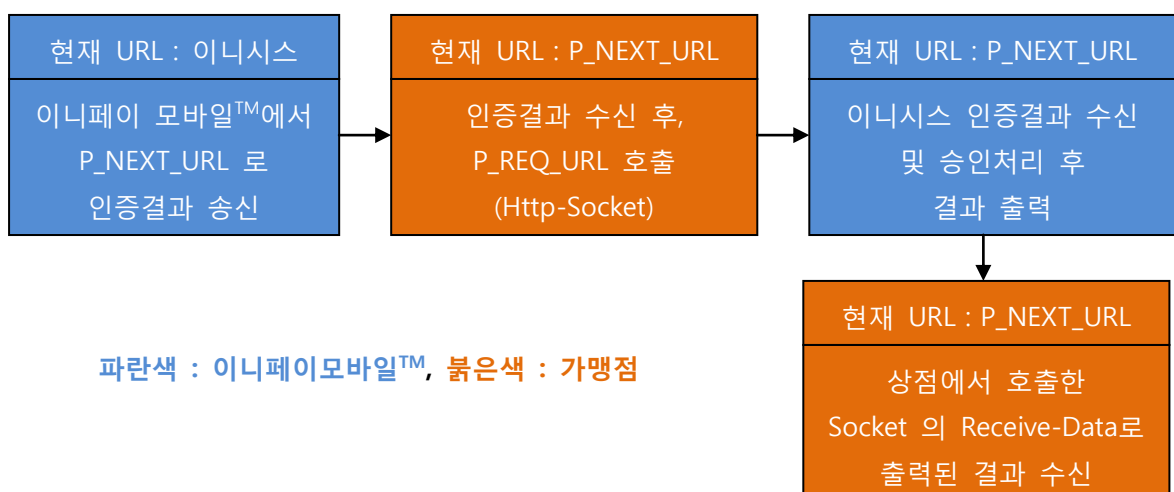 현재 URL : 이니시스
이니페이 모바일TM에서
P_NEXT_URL 로
인증결과 송신
현재 URL : P_NEXT_URL
인증결과 수신 후,
P_REQ_URL 호출
(Http-Socket)
현재 URL : P_NEXT_URL
이니시스 인증결과 수신
및 승인처리 후
결과 출력
현재 URL : P_NEXT_URL
상점에서 호출한
Socket 의 Receive-Data로
출력된 결과 수신
파란색 : 이니페이모바일TM, 붉은색 : 가맹점